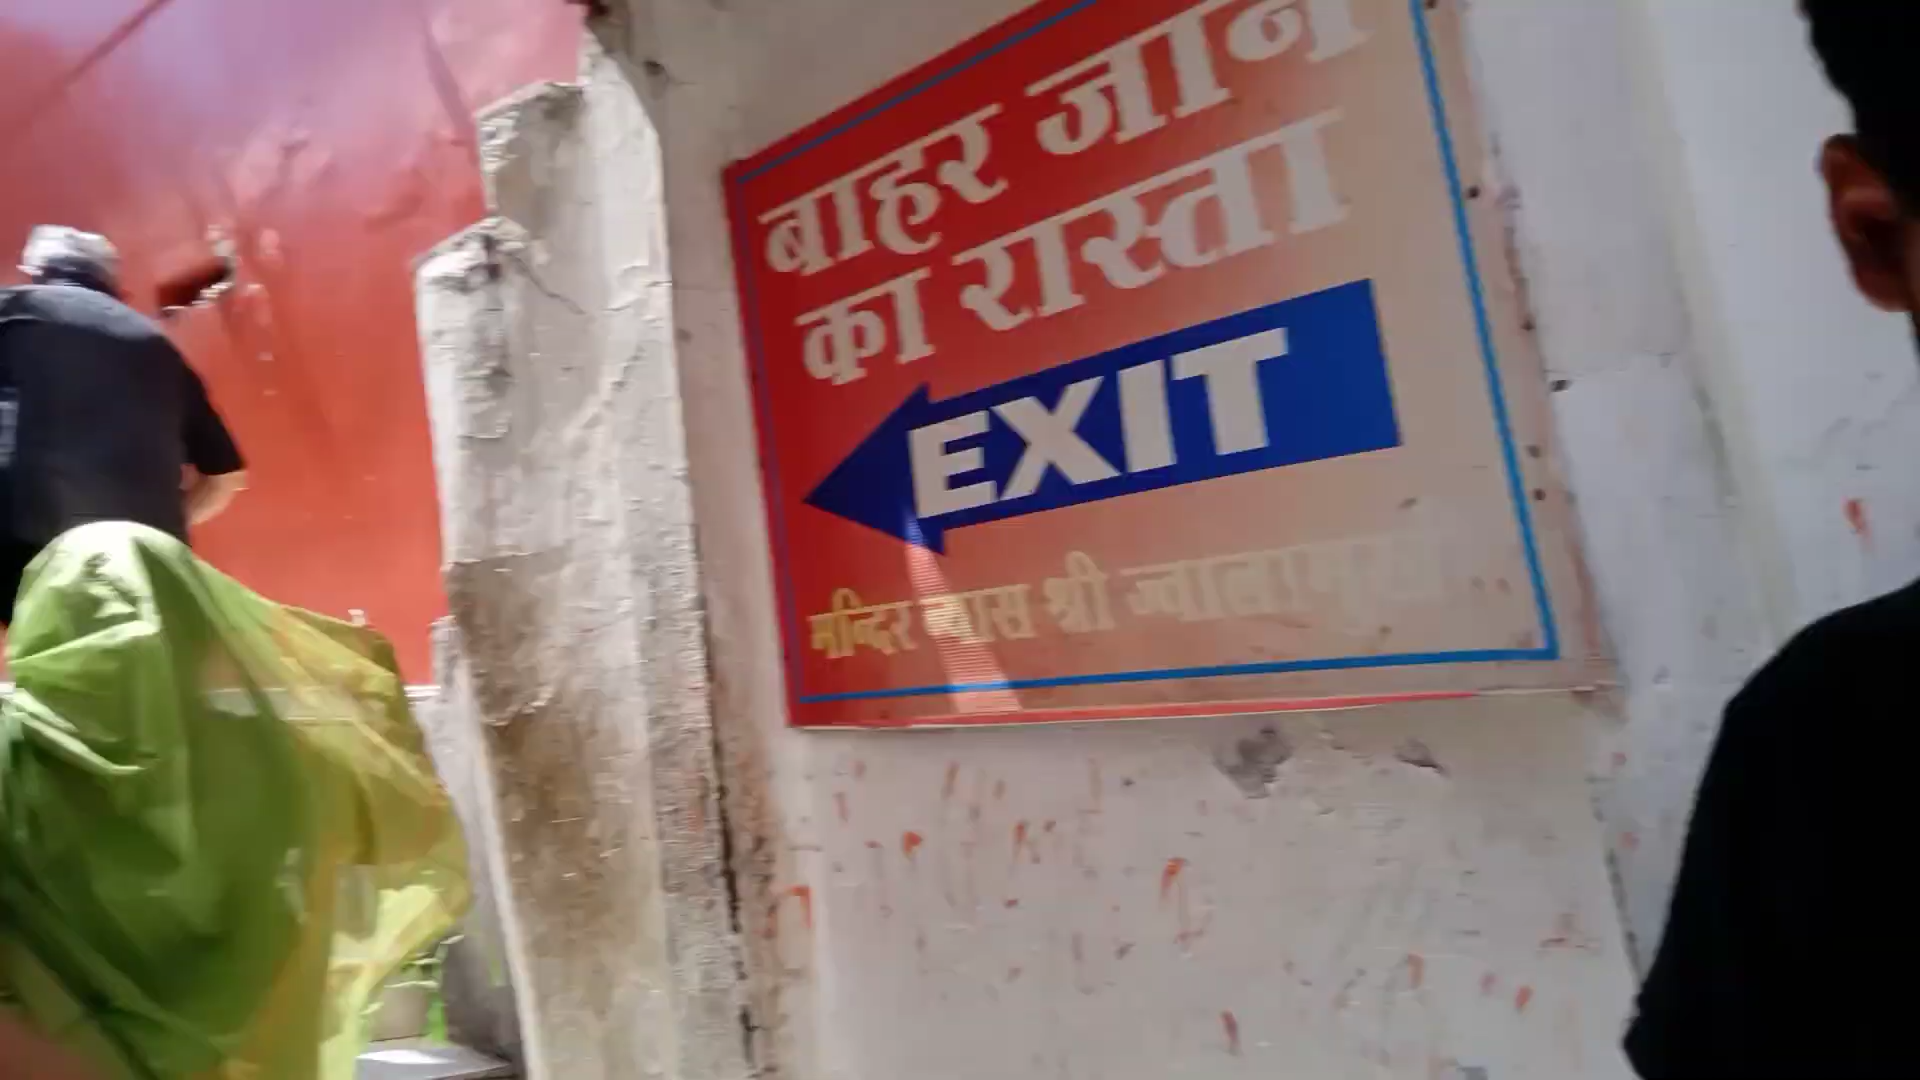 बाहर जाने
का रास्ता
EXIT
मन्दिर न्यास श्री ज्वालामुखी